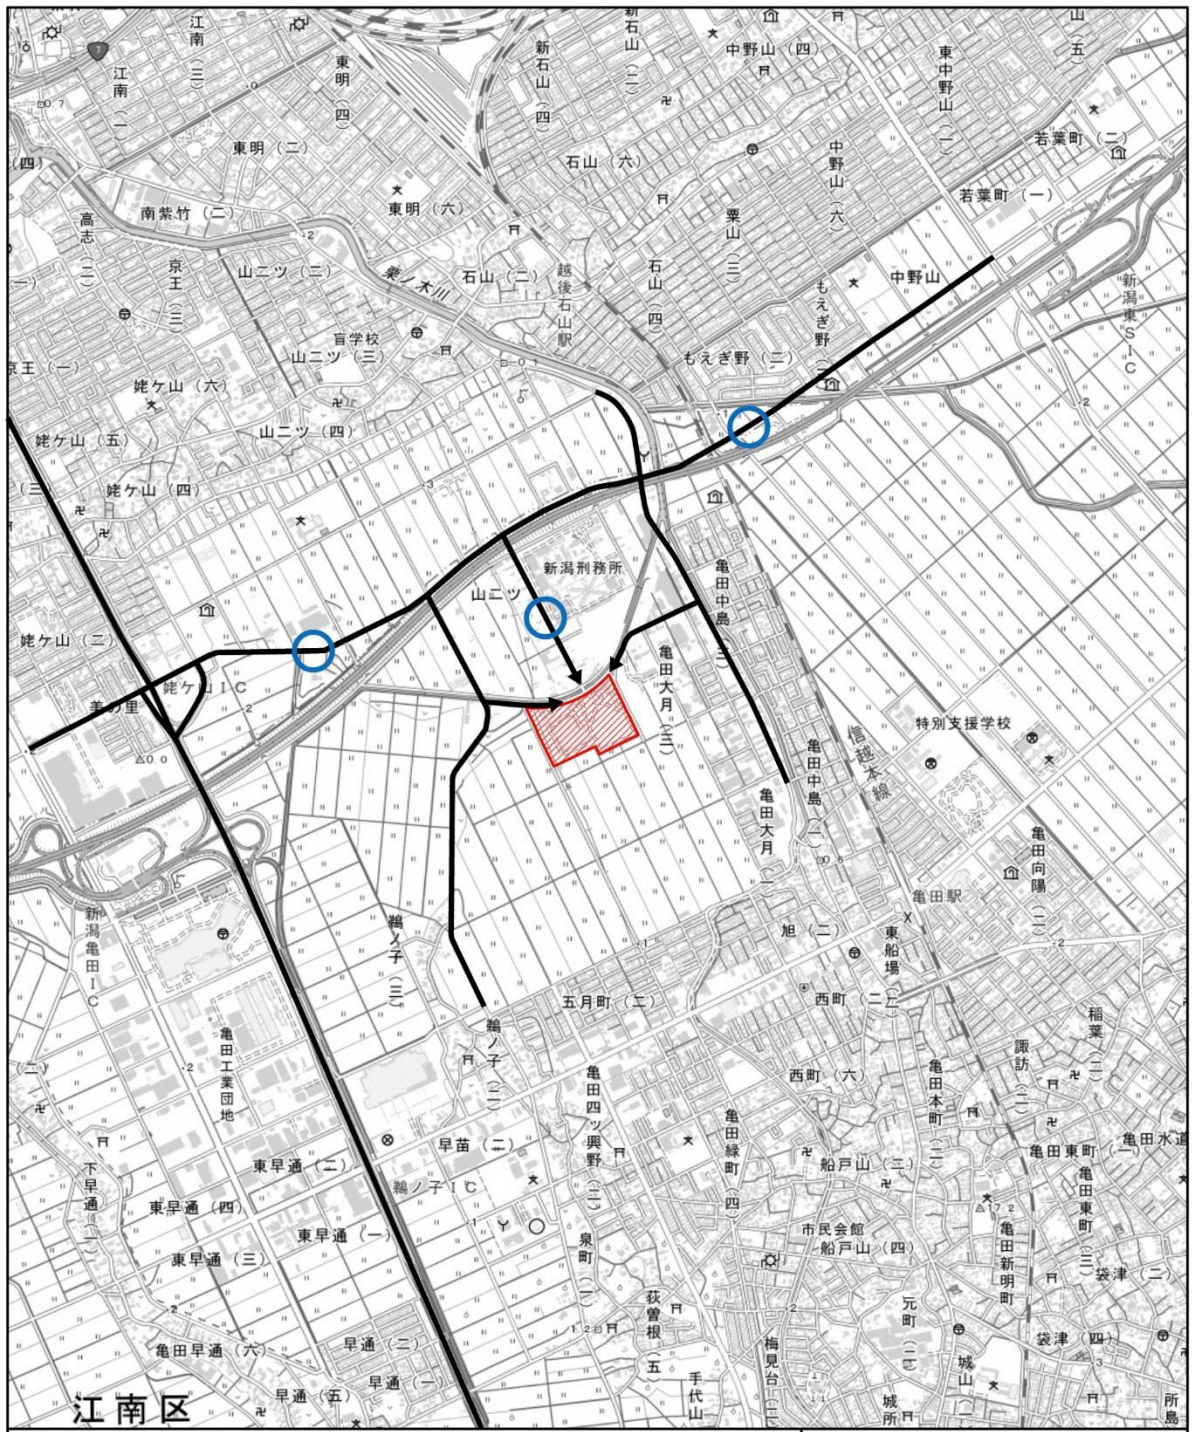 江南（三）
江南（一）
7
東明（四）
新石山（四）
新石山（二）
中野山（四）
東中野山（一）
山（五）
0.7
(四)
東明（二）
石山（六）
中野山（六）
若葉町（二）
若葉町（一）
南紫竹（二）
高志（二）
東明（六）
粟山（三）
京王（三）
山二ツ（二）
栗ノ木川
石山（二）
越後石山駅
石山（四）
もえぎ野（一）
中野山
新潟東SIC
盲学校
山二ツ（三）
京王（一）
姥ケ山（六）
もえぎ野（二）
山二ツ（四）
姥ケ山（五）
姥ケ山（四）
新潟刑務所
山二ツ
亀田中島（三）
姥ケ山（二）
姥ケ山IC
美の里
亀田大月（三）
特別支援学校
信越本線
亀田中島（一）
亀田大月（一）
△0.0
亀田向陽（二）
亀田駅
新潟亀田IC
鵜ノ子（三）
旭（二）
東船場（二）
五月町（二）
西町（二）
鵜ノ子（二）
稲葉（二）
諏訪（二）
亀田工業団地
西町（六）
亀田本町（二）
亀田四ツ興野（二）
亀田緑町（四）
早苗（二）
亀田東町（一）
亀田水道
下早通（一）
東早通（二）
船戸山（二）
亀田東町（三）
鵜ノ子IC
東早通（四）
△17.2
東早通（一）
泉町（一）
市民会館
船戸山（四）
亀田新明町
東早通（三）
袋津（二）
荻曽根（五）
元町（二）
梅見台
袋津（四）
早通（二）
亀田早通（六）
城山（一）
早通（一）
手代山
早通（五）
江南区
城所
所島